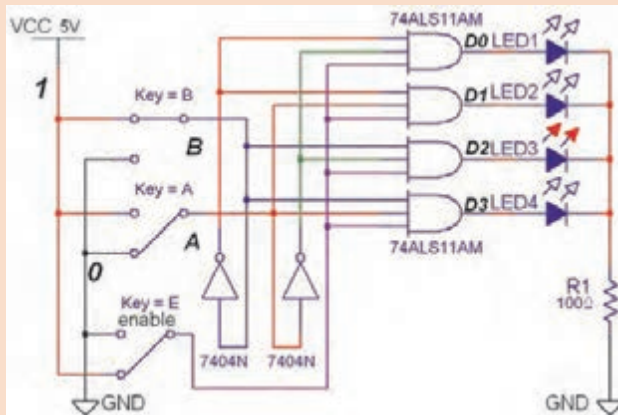 74ALS11AM
VCC 5V
D0 LED1
1
Key = B
D1 LED2
B
D2 LED3
Key = A
D3 LED4
A
74ALS11AM
0
Key = E
enable
R1
100Ω
7404N
7404N
GND
GND